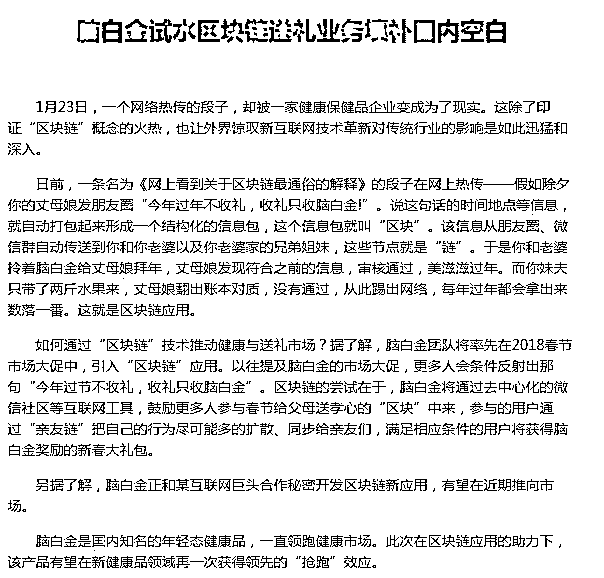 脑白金试水区块链送礼业务填补国内空白
1月23日，一个网络热传的段子，却被一家健康保健品企业变成为了现实。这除了印
证“区块链”概念的火热，也让外界惊叹新互联网技术革新对传统行业的影响是如此迅猛和
深入。
日前，一条名为《网上看到关于区块链最通俗的解释》的段子在网上热传——假如除夕
你的丈母娘发朋友圈“今年过年不收礼，收礼只收脑白金！”。说这句话的时间地点等信息，
就自动打包起来形成一个结构化的信息包，这个信息包就叫“区块”。该信息从朋友圈、微
信群自动传送到你和你老婆以及你老婆家的兄弟姐妹，这些节点就是“链”。于是你和老婆
拎着脑白金给丈母娘拜年，丈母娘发现符合之前的信息，审核通过，美滋滋过年。而你妹夫
只带了两斤水果来，丈母娘翻出账本对质，没有通过，从此踢出网络，每年过年都会拿出来
数落一番。这就是区块链应用。
如何通过“区块链”技术推动健康与送礼市场？据了解，脑白金团队将率先在2018春节
市场大促中，引入“区块链”应用。以往提及脑白金的市场大促，更多人会条件反射出那
句“今年过节不收礼，收礼只收脑白金”。区块链的尝试在于，脑白金将通过去中心化的微
信社区等互联网工具，鼓励更多人参与春节给父母送孝心的“区块”中来，参与的用户通
过“亲友链”把自己的行为尽可能多的扩散、同步给亲友们，满足相应条件的用户将获得脑
白金奖励的新春大礼包。
另据了解，脑白金正和某互联网巨头合作秘密开发区块链新应用，有望在近期推向市
场。
脑白金是国内知名的年轻态健康品，一直领跑健康市场。此次在区块链应用的助力下，
该产品有望在新健康品领域再一次获得领先的“抢跑”效应。